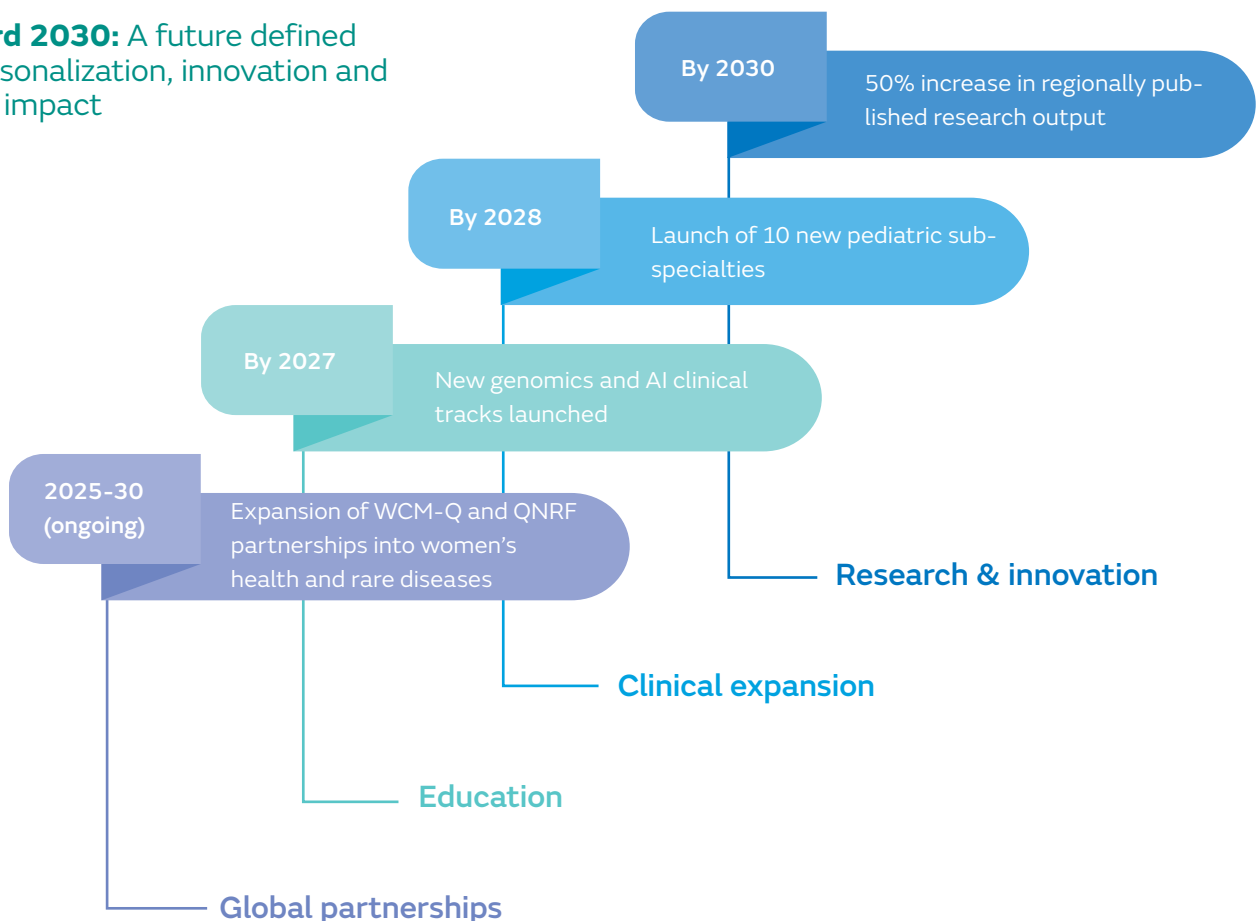 rd 2030: A future defined
sonalization, innovation and
impact
By 2030
50% increase in regionally pub-
lished research output
By 2028
Launch of 10 new pediatric sub-
specialties
By 2027
New genomics and AI clinical
tracks launched
2025-30
(ongoing)
Expansion of WCM-Q and QNRF
partnerships into women’s
health and rare diseases
Research & innovation
Clinical expansion
Education
Global partnerships